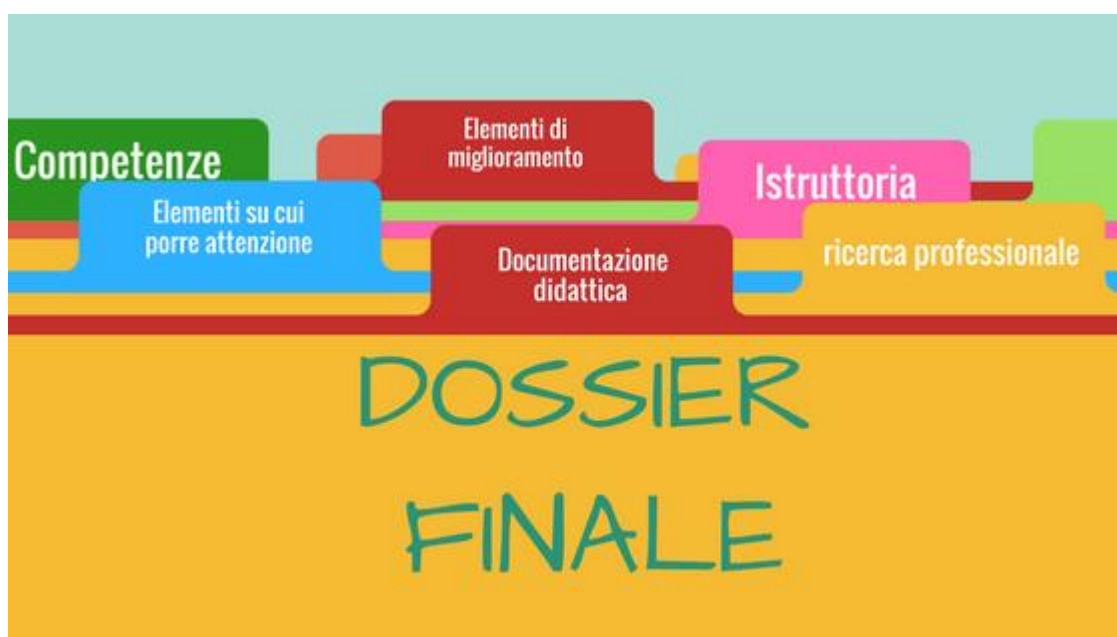 Competenze
Elementi di
miglioramento
Istruttoria
Elementi su cui
porre attenzione
Documentazione
didattica
ricerca professionale
DOSSIER
FINALE